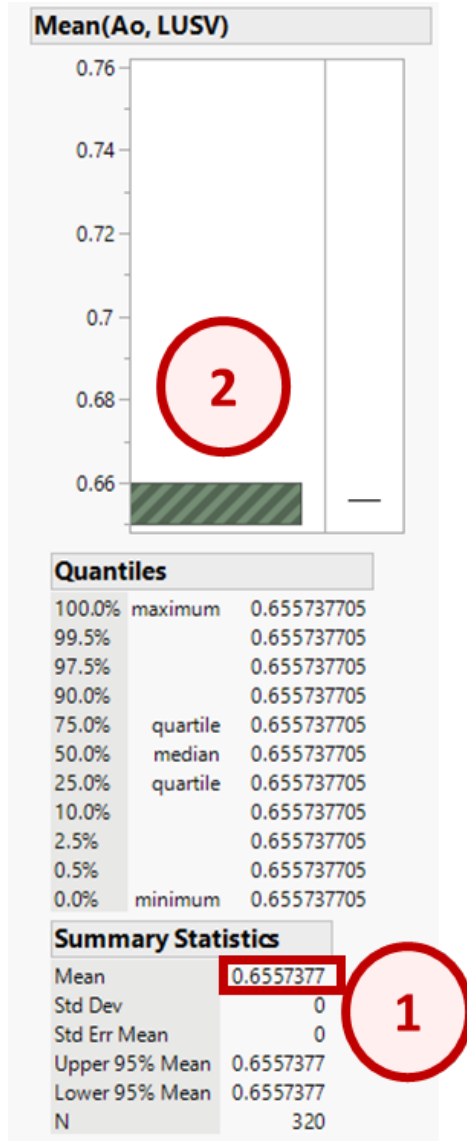 Mean(Ao, LUSV)
0.76
0.74
0.72
0.7
0.68
0.66
2
Quantiles
100.0% maximum 0.655737705
99.5% 0.655737705
97.5% 0.655737705
90.0% 0.655737705
75.0% quartile 0.655737705
50.0% median 0.655737705
25.0% quartile 0.655737705
10.0% 0.655737705
2.5% 0.655737705
0.5% 0.655737705
0.0% minimum 0.655737705
Summary Statistics
Mean 0.6557377
Std Dev 0
Std Err Mean 0
Upper 95% Mean 0.6557377
Lower 95% Mean 0.6557377
N 320
1